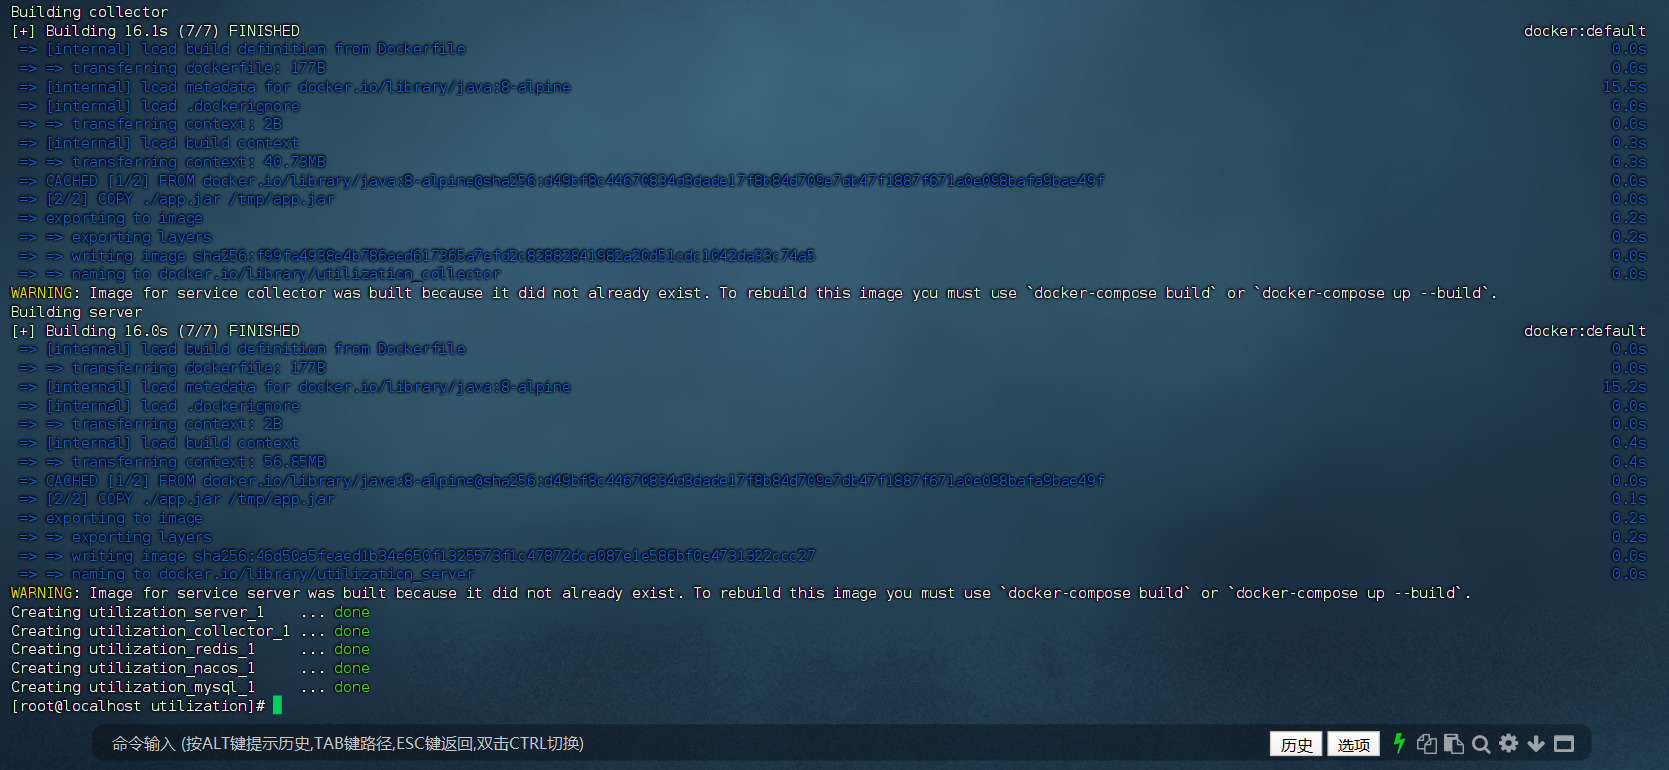 Building collector
[+] Building 16.1s (7/7) FINISHED docker:default
=> [internal] load build definition from Dockerfile 0.0s
=> => transferring dockerfile: 177B 0.0s
=> [internal] load metadata for docker.io/library/java:8-alpine 15.5s
=> [internal] load .dockerignore 0.0s
=> => transferring context: 2B 0.0s
=> [internal] load build context 0.3s
=> => transferring context: 40.73MB 0.3s
=> CACHED [1/2] FROM docker.io/library/java:8-alpine@sha256:d49bf8c44670834d3dade17f8b84d709e7db47f1887f671a0e098bafa9bae49f 0.0s
=> [2/2] COPY ./app.jar /tmp/app.jar 0.0s
=> exporting to image 0.2s
=> => exporting layers 0.2s
=> => writing image sha256:f99fa4938e4b786aed617365a7efd2c82882841982a20d51cdc1042da33c74a5 0.0s
=> => naming to docker.io/library/utilization_collector 0.0s
WARNING: Image for service collector was built because it did not already exist. To rebuild this image you must use `docker-compose build` or `docker-compose up --build`.
Building server
[+] Building 16.0s (7/7) FINISHED docker:default
=> [internal] load build definition from Dockerfile 0.0s
=> => transferring dockerfile: 177B 0.0s
=> [internal] load metadata for docker.io/library/java:8-alpine 15.2s
=> [internal] load .dockerignore 0.0s
=> => transferring context: 2B 0.0s
=> [internal] load build context 0.4s
=> => transferring context: 56.85MB 0.4s
=> CACHED [1/2] FROM docker.io/library/java:8-alpine@sha256:d49bf8c44670834d3dade17f8b84d709e7db47f1887f671a0e098bafa9bae49f 0.0s
=> [2/2] COPY ./app.jar /tmp/app.jar 0.1s
=> exporting to image 0.2s
=> => exporting layers 0.2s
=> => writing image sha256:46d50a5feaed1b34e650f1325573f1c47872dca087e1e586bf0e4731322ccc27 0.0s
=> => naming to docker.io/library/utilization_server 0.0s
WARNING: Image for service server was built because it did not already exist. To rebuild this image you must use `docker-compose build` or `docker-compose up --build`.
Creating utilization_server_1 ... done
Creating utilization_collector_1 ... done
Creating utilization_redis_1 ... done
Creating utilization_nacos_1 ... done
Creating utilization_mysql_1 ... done
[root@localhost utilization]#
命令输入 (按ALT键提示历史,TAB键路径,ESC键返回,双击CTRL切换) 历史 选项